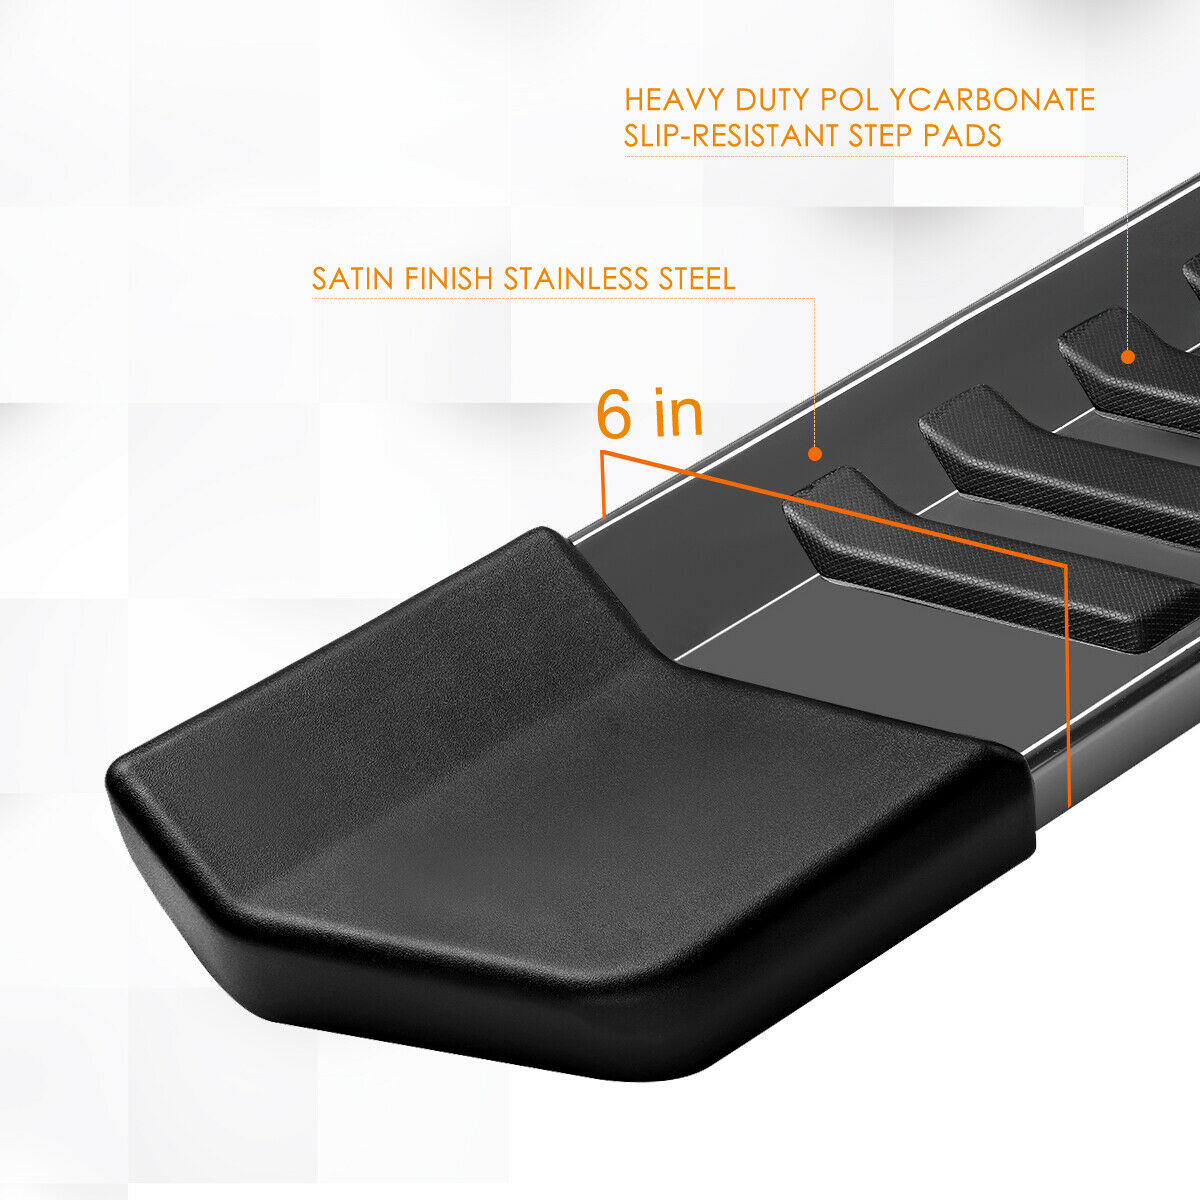 HEAVY DUTY POL YCARBONATE
SLIP-RESISTANT STEP PADS
SATIN FINISH STAINLESS STEEL
6 in